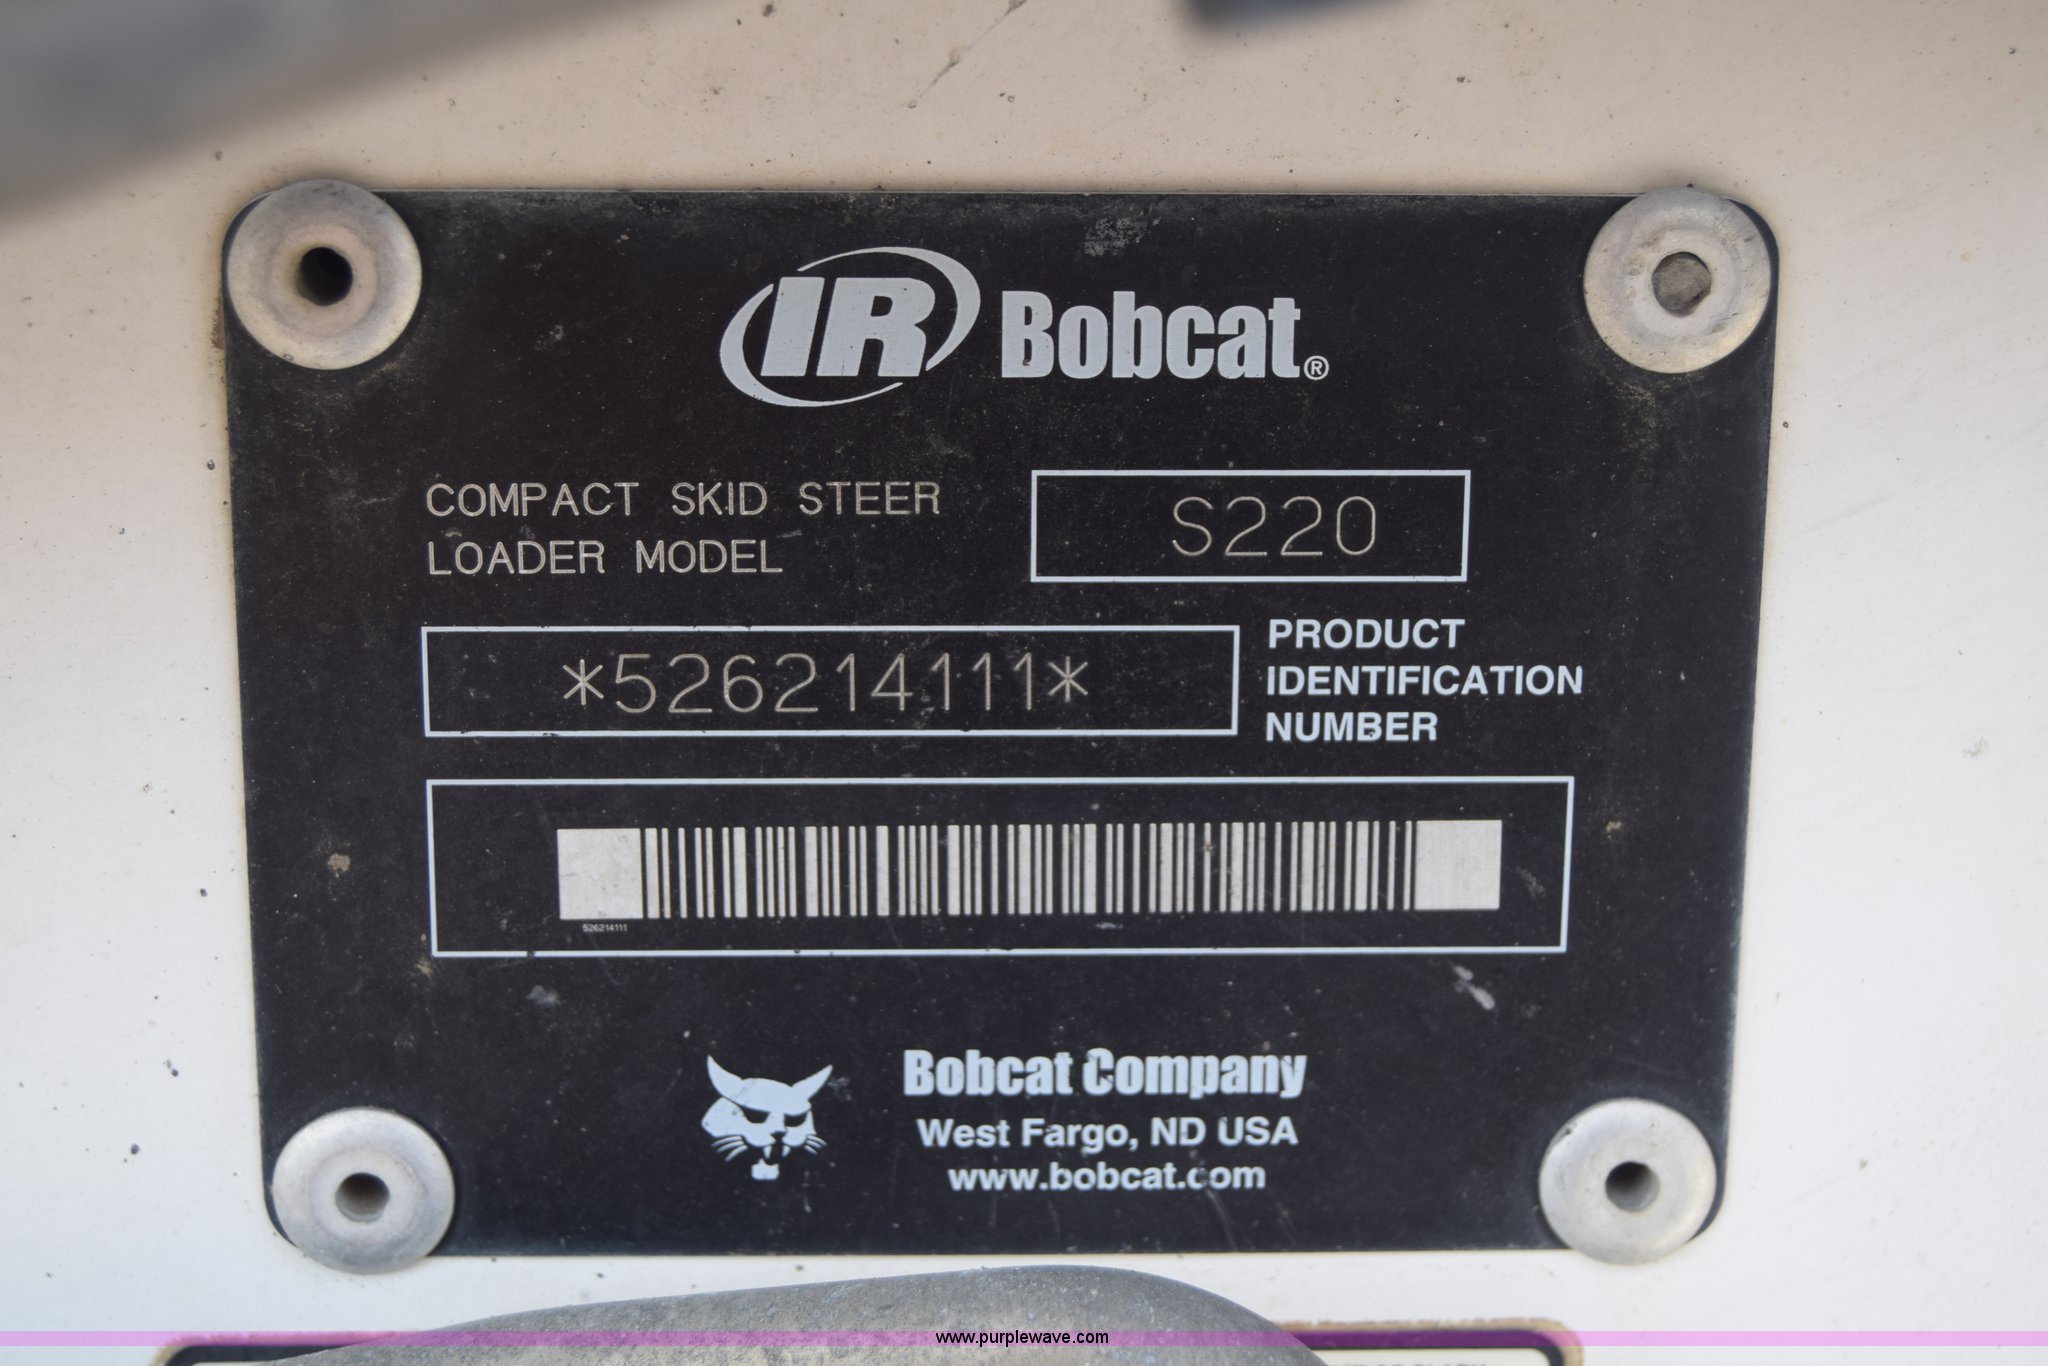 IR Bobcat®
COMPACT SKID STEER
LOADER MODEL
S220
*526214111*
PRODUCT
IDENTIFICATION
NUMBER
526214111
Bobcat Company
West Fargo, ND USA
www.bobcat.com
www.purplewave.com